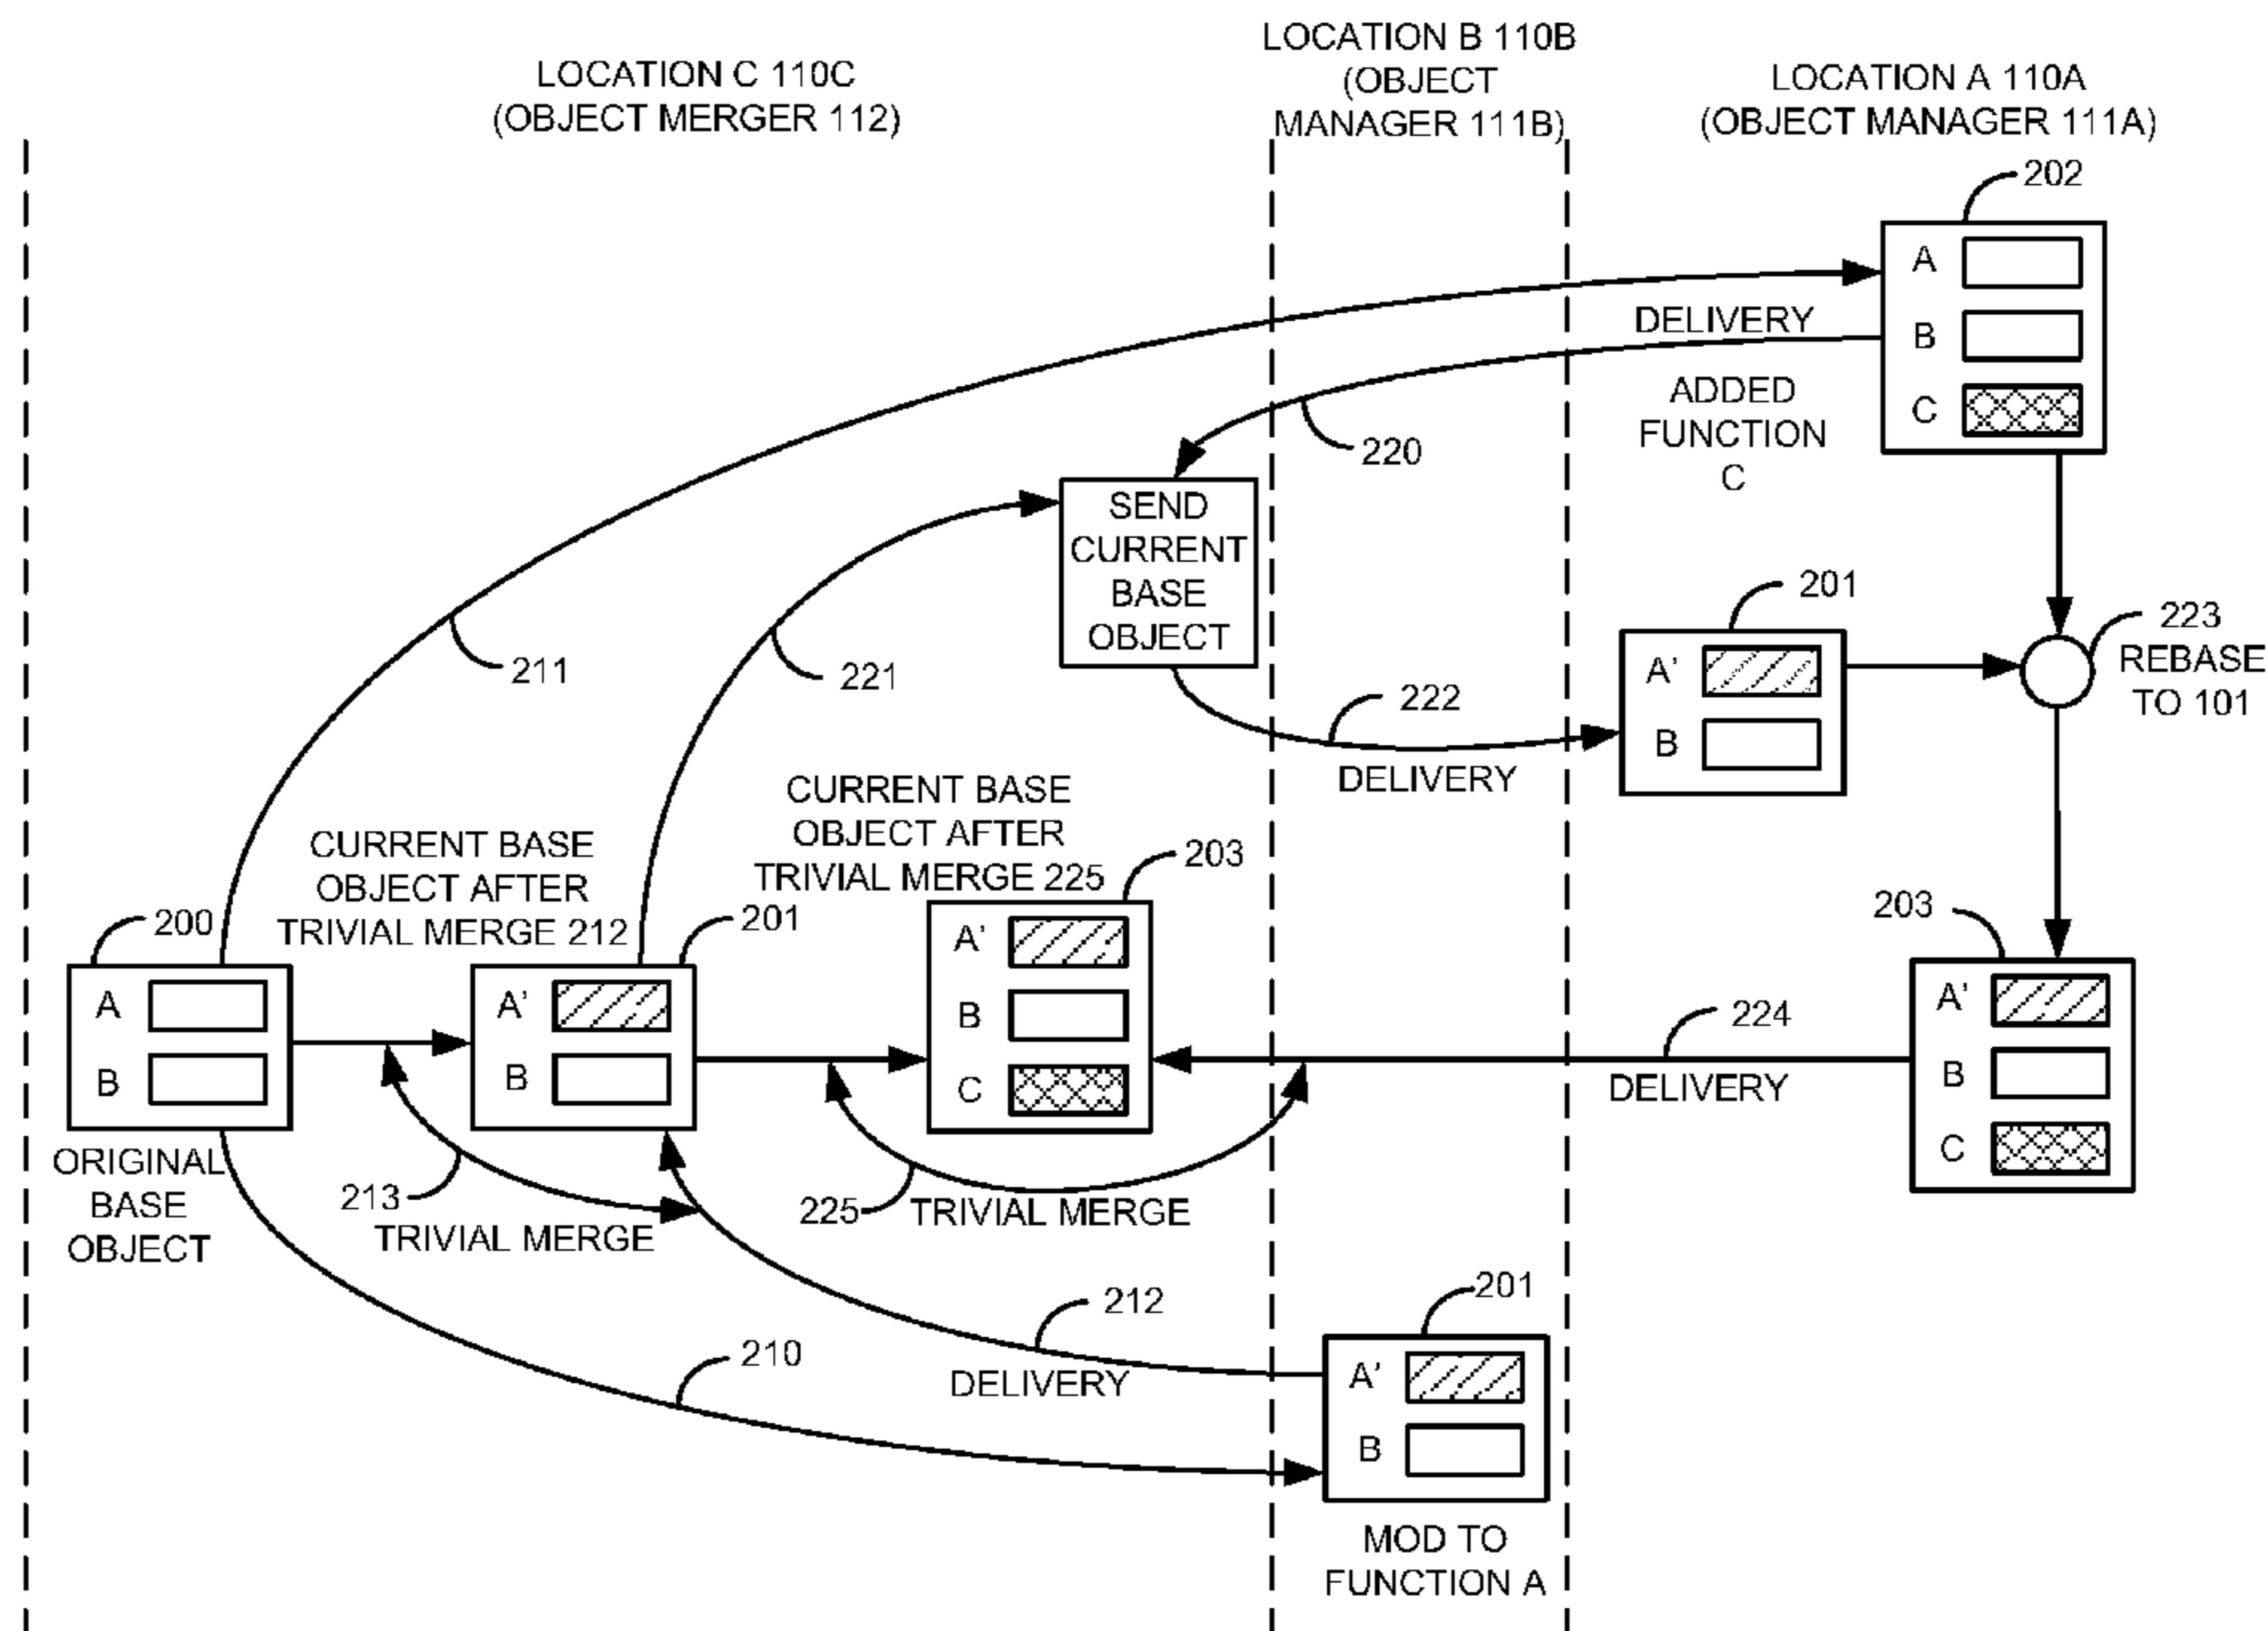 LOCATION C 110C
(OBJECT MERGER 112)
LOCATION B 110B
(OBJECT
MANAGER 111B)
LOCATION A 110A
(OBJECT MANAGER 111A)
202
A
B
C
DELIVERY
ADDED
FUNCTION
C
220
SEND
CURRENT
BASE
OBJECT
211
221
222
DELIVERY
201
A'
B
223
REBASE
TO 101
CURRENT BASE
OBJECT AFTER
TRIVIAL MERGE 212
CURRENT BASE
OBJECT AFTER
TRIVIAL MERGE 225
200
A
B
ORIGINAL
BASE
OBJECT
201
A'
B
203
A'
B
C
203
A'
B
C
224
DELIVERY
213
TRIVIAL MERGE
225
TRIVIAL MERGE
212
DELIVERY
210
201
A'
B
MOD TO
FUNCTION A